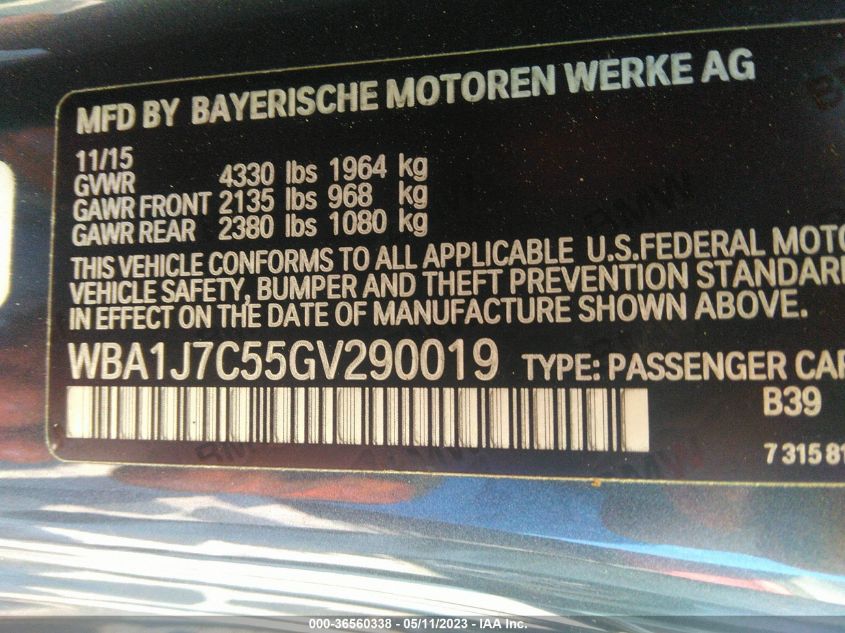 MFD BY BAYERISCHE MOTOREN WERKE AG
11/15
GVWR 4330 lbs 1964 kg
GAWR FRONT 2135 lbs 968 kg
GAWR REAR 2380 lbs 1080 kg
THIS VEHICLE CONFORMS TO ALL APPLICABLE U.S.FEDERAL MOTO
VEHICLE SAFETY, BUMPER AND THEFT PREVENTION STANDAR
IN EFFECT ON THE DATE OF MANUFACTURE SHOWN ABOVE.
WBA1J7C55GV290019 TYPE: PASSENGER CAR
B39
7 315 81
000-36560338 - 05/11/2023 - IAA Inc.